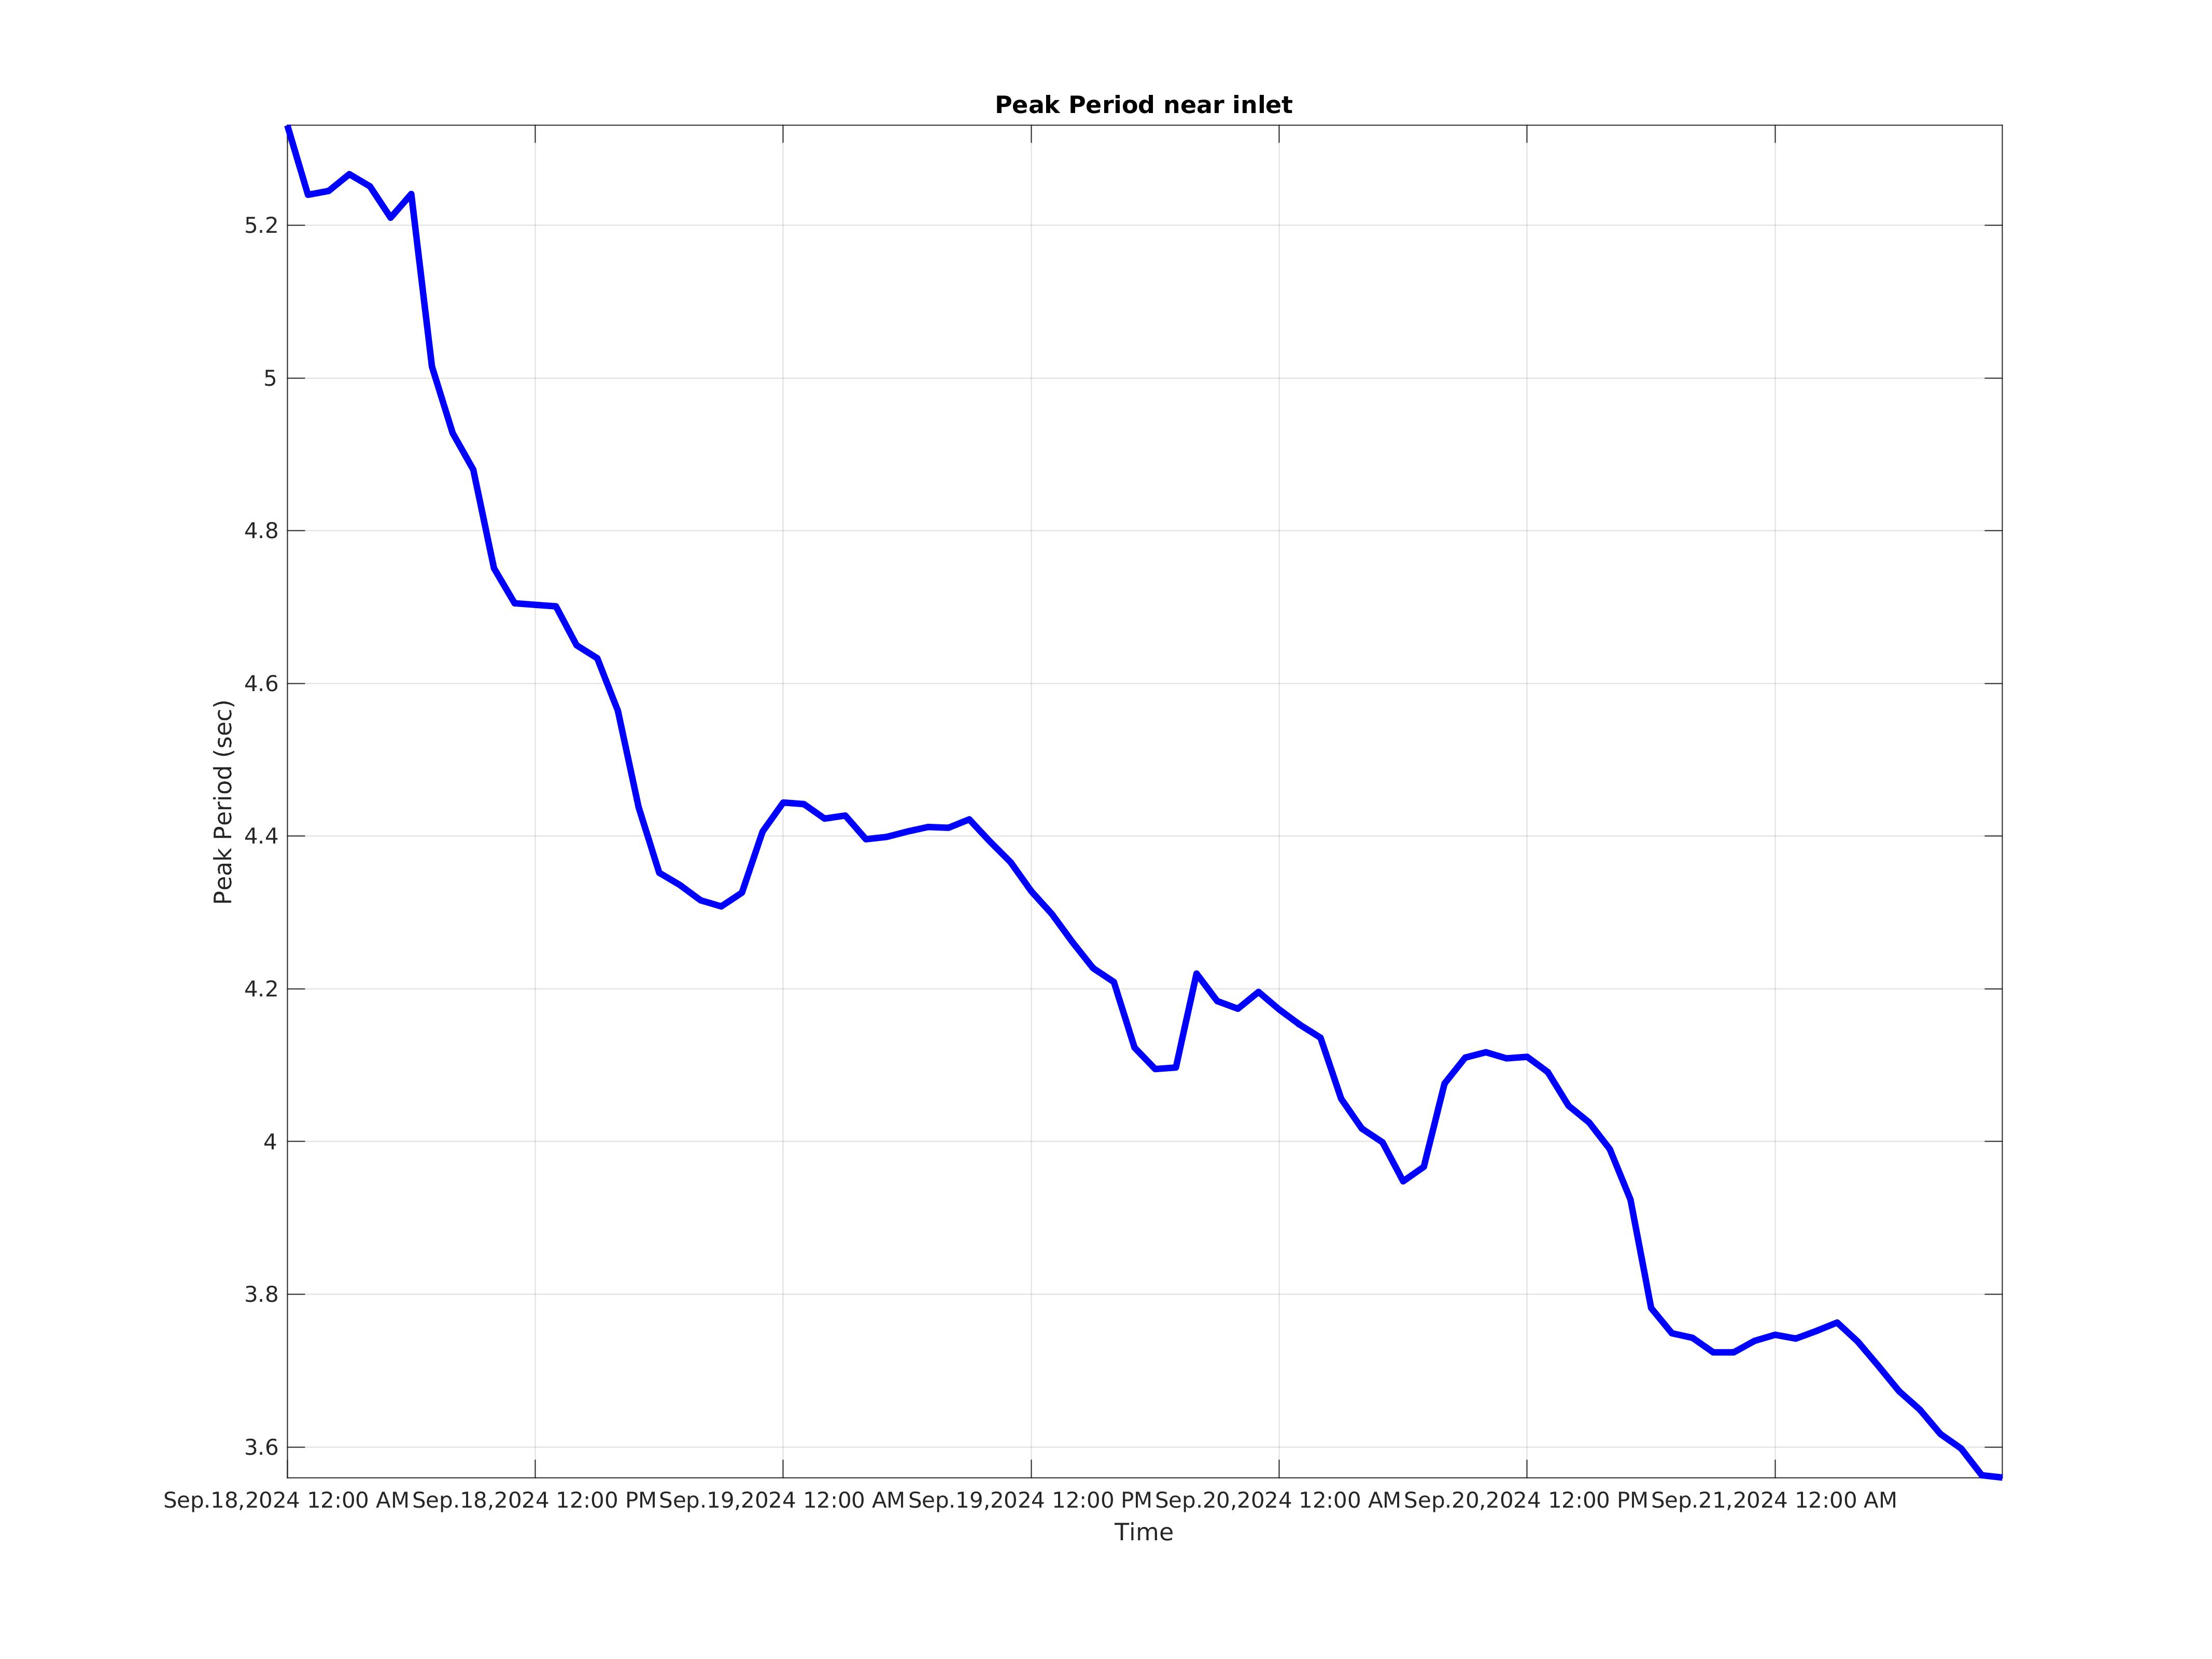 Peak Period near inlet
5.2
5
4.8
4.6
4.4
4.2
4
3.8
3.6
Peak Period (sec)
Sep.18,2024 12:00 AM Sep.18,2024 12:00 PM Sep.19,2024 12:00 AM Sep.19,2024 12:00 PM Sep.20,2024 12:00 AM Sep.20,2024 12:00 PM Sep.21,2024 12:00 AM
Time